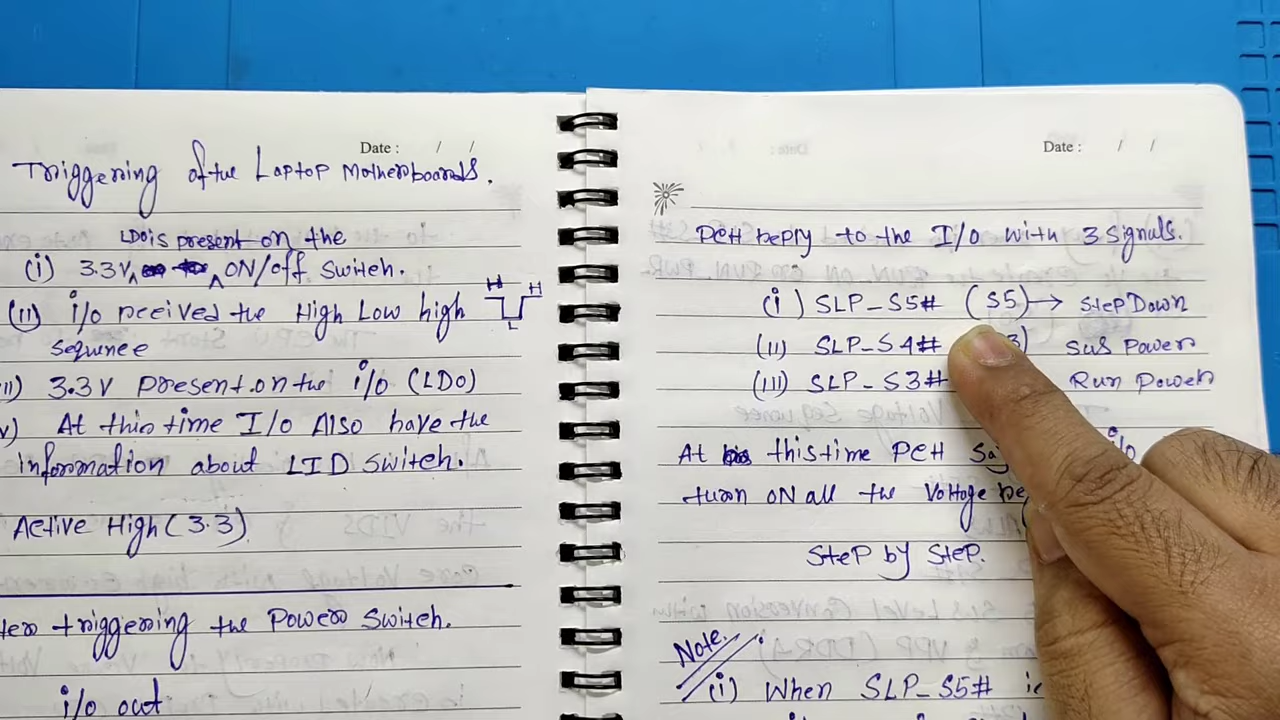 Date : / /
Triggering of the Laptop Motherboards.
LDO is present on the
(i) 3.3V ON/off Switch.
(ii) i/o received the High Low high H H L
sequence
3.3V present on the i/o (LDO)
At this time I/O Also have the
information about LID switch.
Active High (3.3)
triggering the Power Switch.
i/o out
Date : / /
PCH reply to the I/O with 3 Signals.
(i) SLP_S5# (S5) → Step Down
(ii) SLP_S4# 3) Sus Power
(iii) SLP_S3# Run Power
At this time PCH i/o
turn ON all the Voltage
Step by Step.
Note.
(i) When SLP_S5#